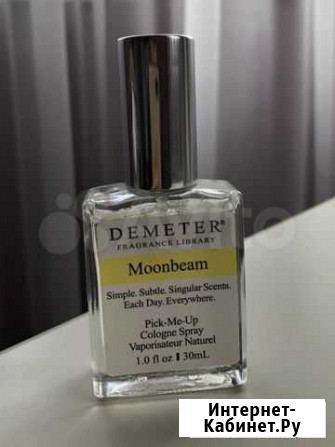 DEMETER®
FRAGRANCE LIBRARY
Moonbeam
Simple. Subtle. Singular Scents.
Each Day. Everywhere.
Pick-Me-Up
Cologne Spray
Vaporisateur Naturel
1.0 fl oz 30mL
Avito
Интернет-
Кабинет.Ру